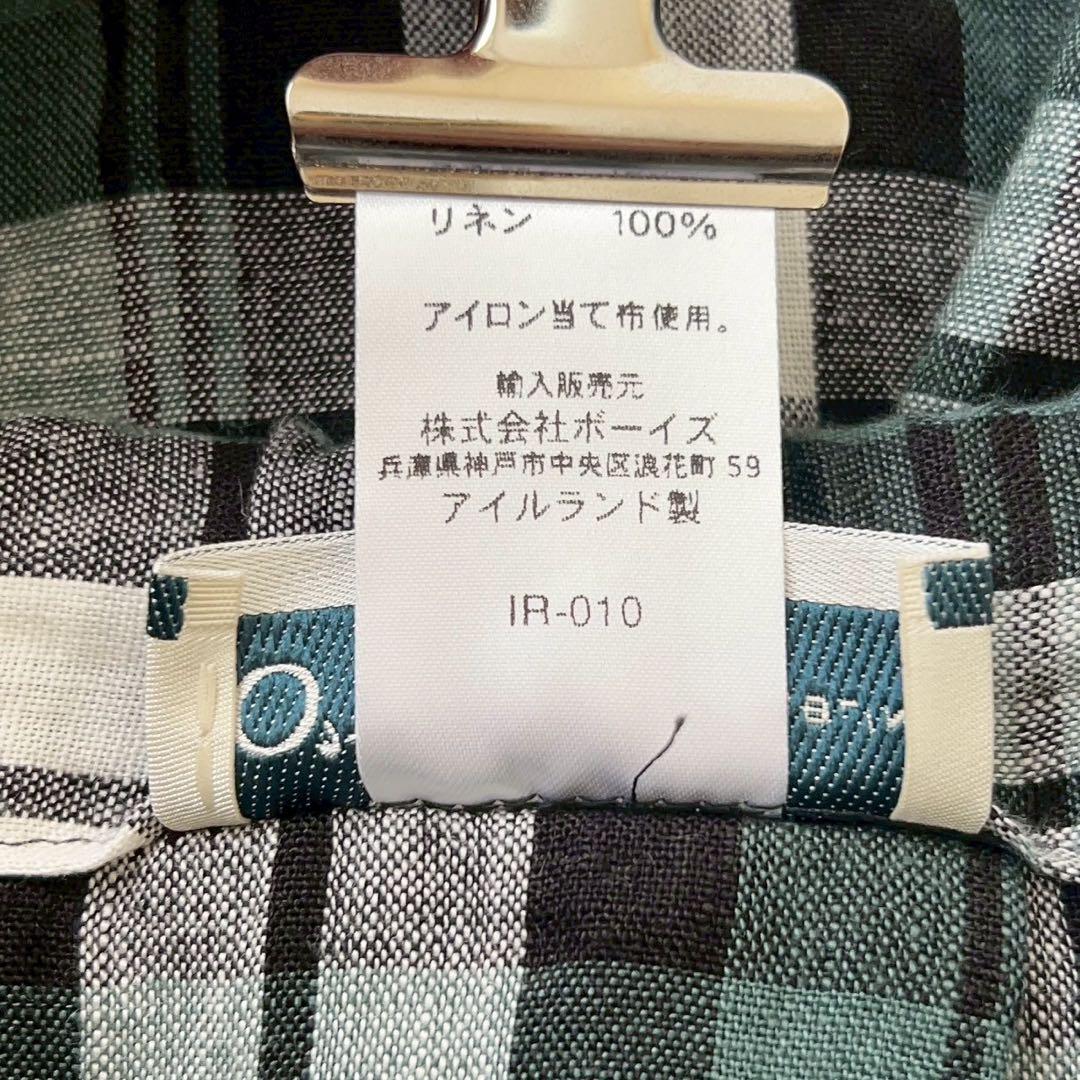 リネン 100%
アイロン当て布使用。
輸入販売元
株式会社ボーイズ
兵庫県神戸市中央区浪花町 59
アイルランド製
IR-010